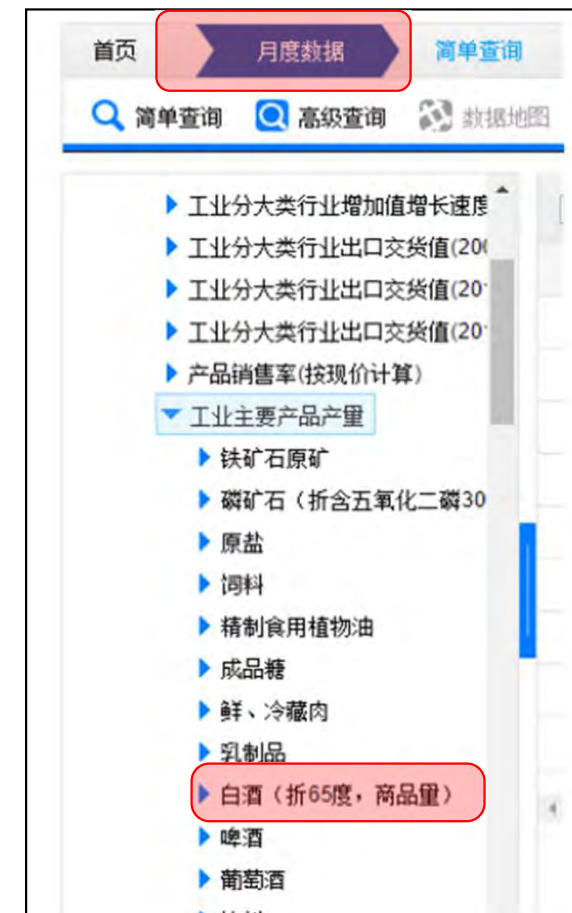 首页 月度数据 简单查询
简单查询 高级查询 数据地图
工业分大类行业增加值增长速度
工业分大类行业出口交货值(200
工业分大类行业出口交货值(201
工业分大类行业出口交货值(201
产品销售率(按现价计算)
工业主要产品产量
铁矿石原矿
磷矿石（折含五氧化二磷30
原盐
饲料
精制食用植物油
成品糖
鲜、冷藏肉
乳制品
白酒（折65度，商品量）
啤酒
葡萄酒